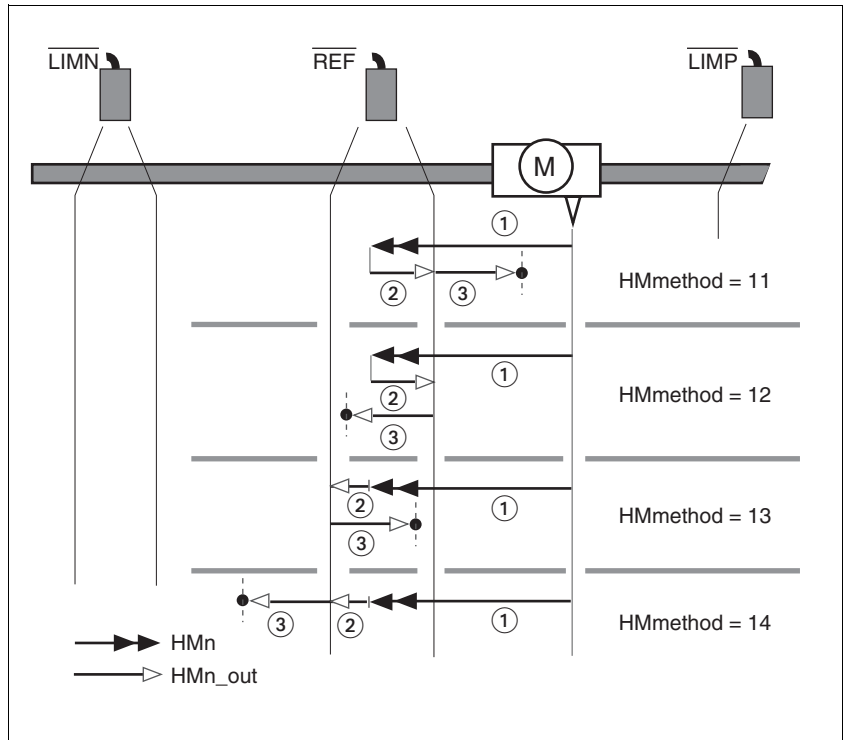 LIMN REF LIMP
M
①
② ③
HMmethod = 11
①
②
③
HMmethod = 12
②
①
③
HMmethod = 13
③ ② ①
HMmethod = 14
HMn
HMn_out